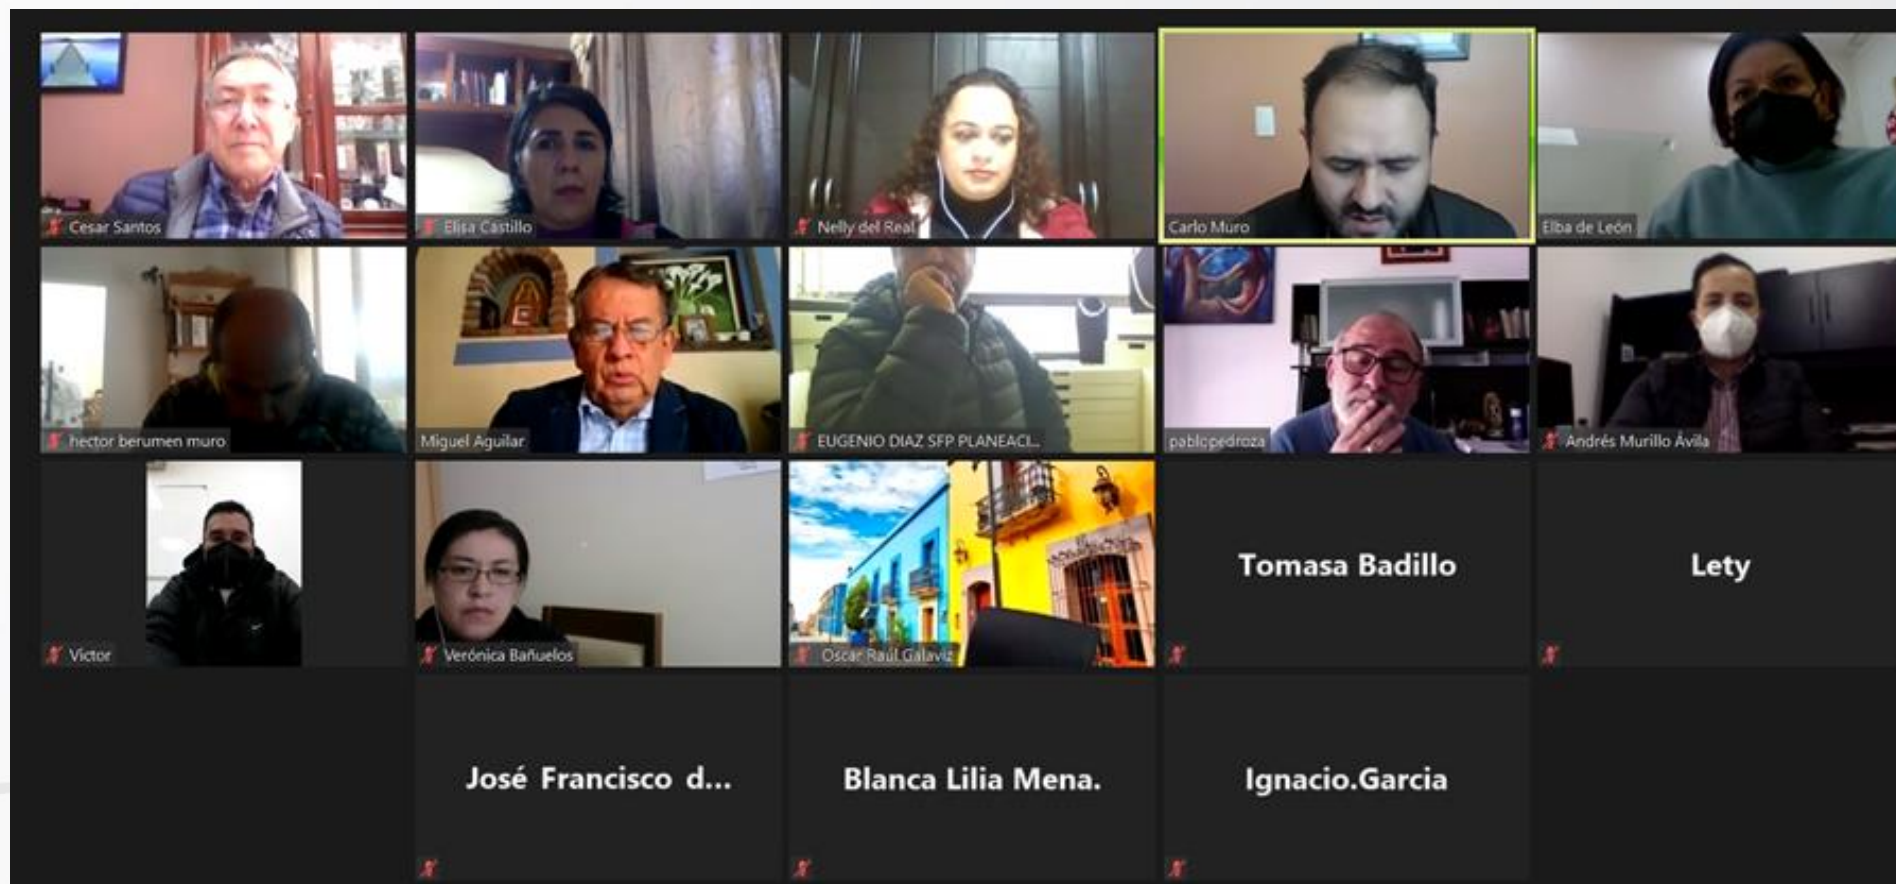 Cesar Santos
Elisa Castillo
Nelly del Real
Carlo Muro
Elba de León
hector berumen muro
Miguel Aguilar
EUGENIO DIAZ SFP PLANEACI...
pablopedroza
Andrés Murillo Ávila
Victor
Verónica Bañuelos
Oscar Raúl Galaviz
Tomasa Badillo
Lety
José Francisco d...
Blanca Lilia Mena.
Ignacio.Garcia